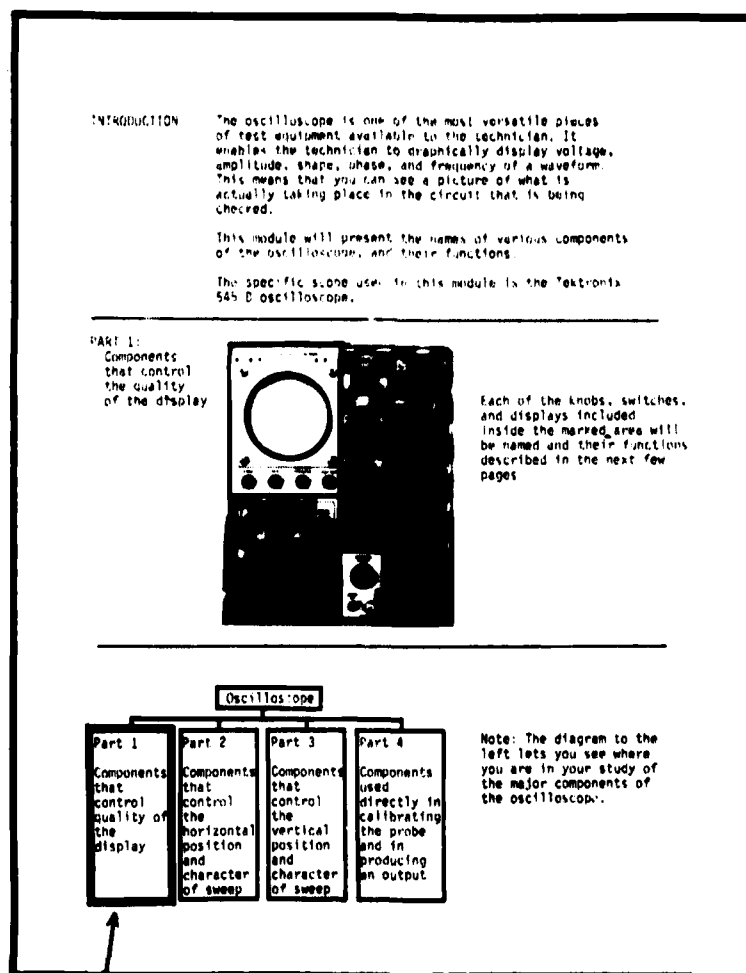 INTRODUCTION
The oscilloscope is one of the most versatile pieces
of test equipment available to the technician. It
enables the technician to graphically display voltage,
amplitude, shape, phase, and frequency of a waveform.
This means that you can see a picture of what is
actually taking place in the circuit that is being
checked.
This module will present the names of various components
of the oscilloscope, and their functions.
The specific scope used in this module is the Tektronix
545 D oscilloscope.
PART 1:
Components
that control
the quality
of the display
Each of the knobs, switches,
and displays included
inside the marked area will
be named and their functions
described in the next few
pages
Oscilloscope
Part 1
Components
that
control
quality of
the
display
Part 2
Components
that
control
the
horizontal
position
and
character
of sweep
Part 3
Components
that
control
the
vertical
position
and
character
of sweep
Part 4
Components
used
directly in
calibrating
the probe
and in
producing
an output
Note: The diagram to the
left lets you see where
you are in your study of
the major components of
the oscilloscope.